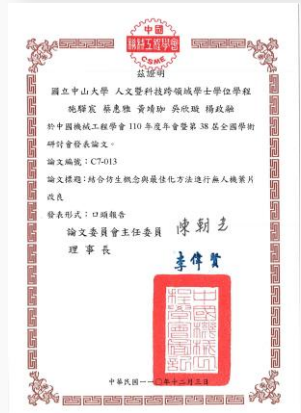 中國
機械工程學會
CSME
茲證明
國立中山大學 人文暨科技跨領域學士學位學程
施驛宸 蔡惠雅 黃靖珈 吳欣璇 楊政融
於中國機械工程學會 110 年度年會暨第 38 屆全國學術
研討會發表論文。
論文編號：C7-013
論文標題：結合仿生概念與最佳化方法進行無人機葉片
改良
發表形式：口頭報告
論文委員會主任委員
理 事 長 李偉賢
中華民國一一〇年十二月三日